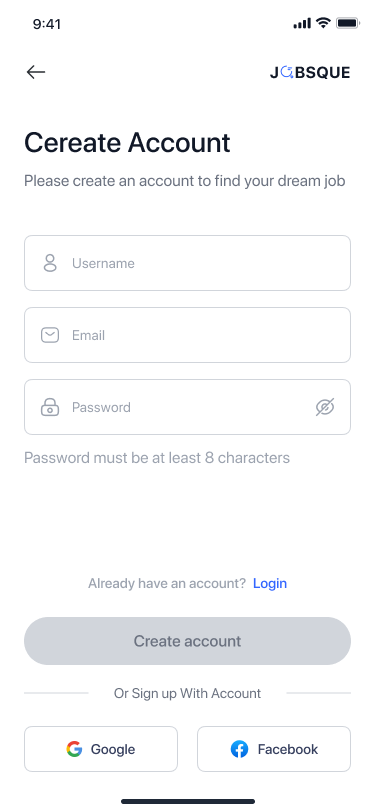 9:41
JOBSQUE
Cereate Account
Please create an account to find your dream job
Username
Email
Password
Password must be at least 8 characters
Already have an account? Login
Create account
Or Sign up With Account
Google
Facebook